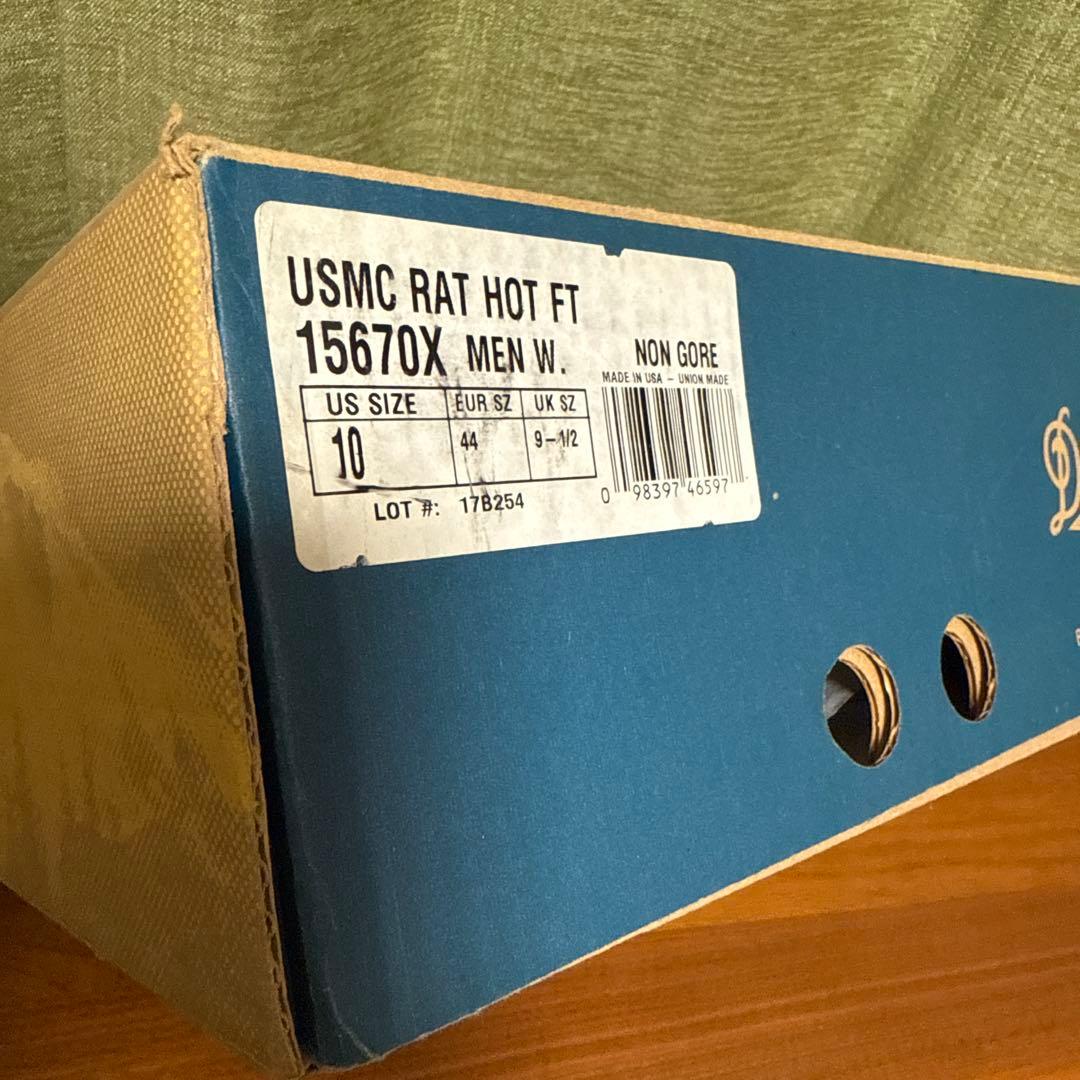 USMC RAT HOT FT
15670X MEN W.
NON GORE
MADE IN USA - UNION MADE
US SIZE EUR SZ UK SZ
10 44 9-1/2
0 98397 46597
LOT #: 17B254